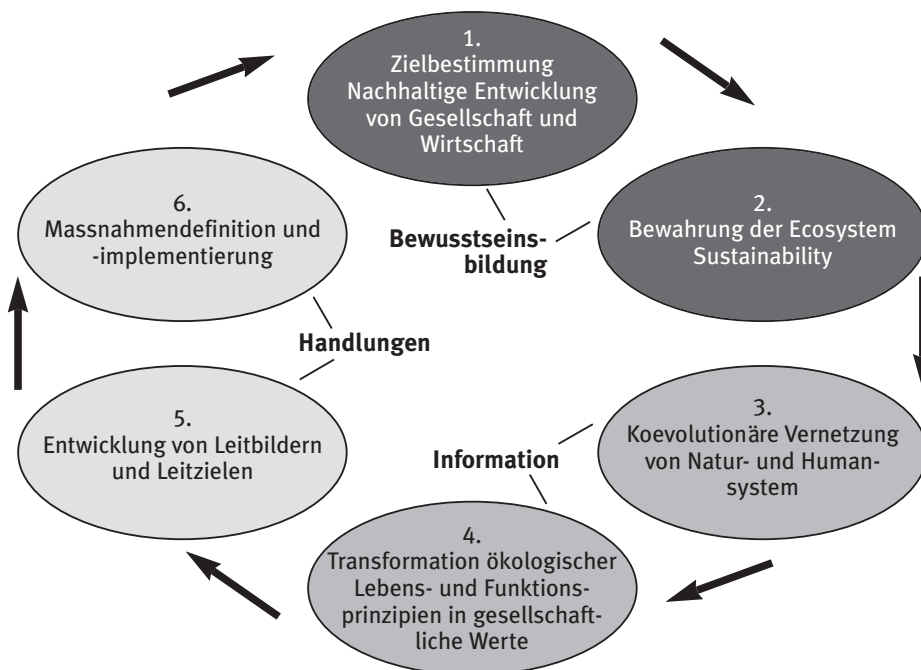 1.
Zielbestimmung
Nachhaltige Entwicklung
von Gesellschaft und
Wirtschaft
2.
Bewahrung der Ecosystem
Sustainability
Bewusstseins-
bildung
3.
Koevolutionäre Vernetzung
von Natur- und Human-
system
Information
4.
Transformation ökologischer
Lebens- und Funktions-
prinzipien in gesellschaft-
liche Werte
5.
Entwicklung von Leitbildern
und Leitzielen
Handlungen
6.
Massnahmendefinition und
-implementierung